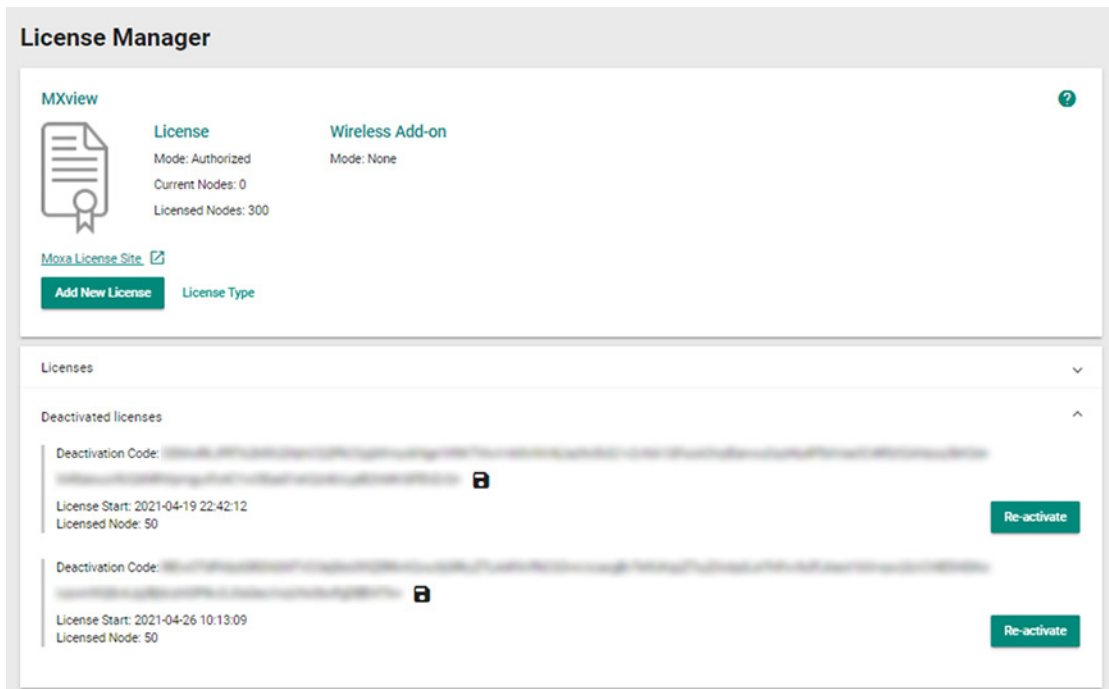 License Manager
MXview
License
Wireless Add-on
Mode: Authorized
Mode: None
Current Nodes: 0
Licensed Nodes: 300
Moxa License Site
Add New License
License Type
Licenses
Deactivated licenses
Deactivation Code:
License Start: 2021-04-19 22:42:12
Licensed Node: 50
Re-activate
Deactivation Code:
License Start: 2021-04-26 10:13:09
Licensed Node: 50
Re-activate